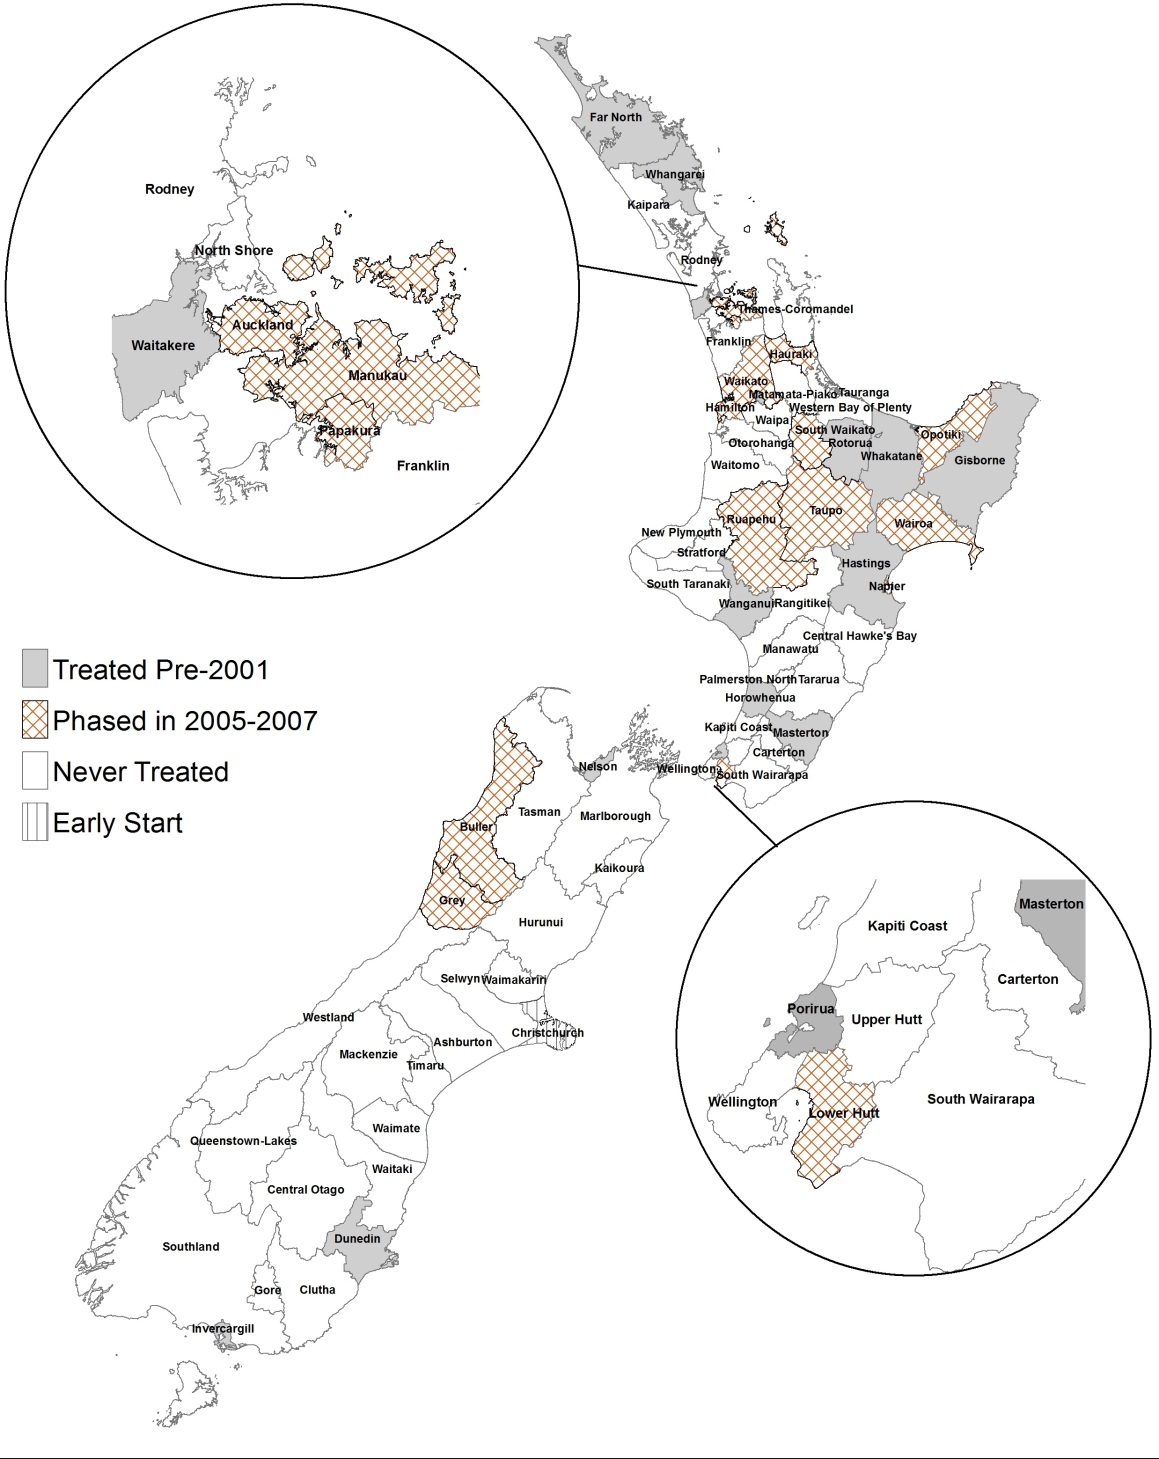 Rodney
North Shore
Auckland
Waitakere
Manukau
Papakura
Franklin
Far North
Whangarei
Kaipara
Rodney
Thames-Coromandel
Franklin
Hauraki
Waikato
Matamata-Piako
Tauranga
Hamilton
Western Bay of Plenty
Waipa
South Waikato
Opotiki
Otorohanga
Rotorua
Whakatane
Gisborne
Waitomo
Taupo
Ruapehu
Wairoa
New Plymouth
Stratford
Hastings
South Taranaki
Napier
Wanganui
Rangitikei
Central Hawke's Bay
Manawatu
Palmerston North
Tararua
Horowhenua
Kapiti Coast
Masterton
Carterton
Wellington
South Wairarapa
Treated Pre-2001
Phased in 2005-2007
Never Treated
Early Start
Nelson
Tasman
Marlborough
Buller
Kaikoura
Grey
Hurunui
Selwyn
Waimakariri
Westland
Christchurch
Ashburton
Mackenzie
Timaru
Waimate
Queenstown-Lakes
Waitaki
Central Otago
Dunedin
Southland
Gore
Clutha
Invercargill
Masterton
Kapiti Coast
Carterton
Porirua
Upper Hutt
Wellington
Lower Hutt
South Wairarapa